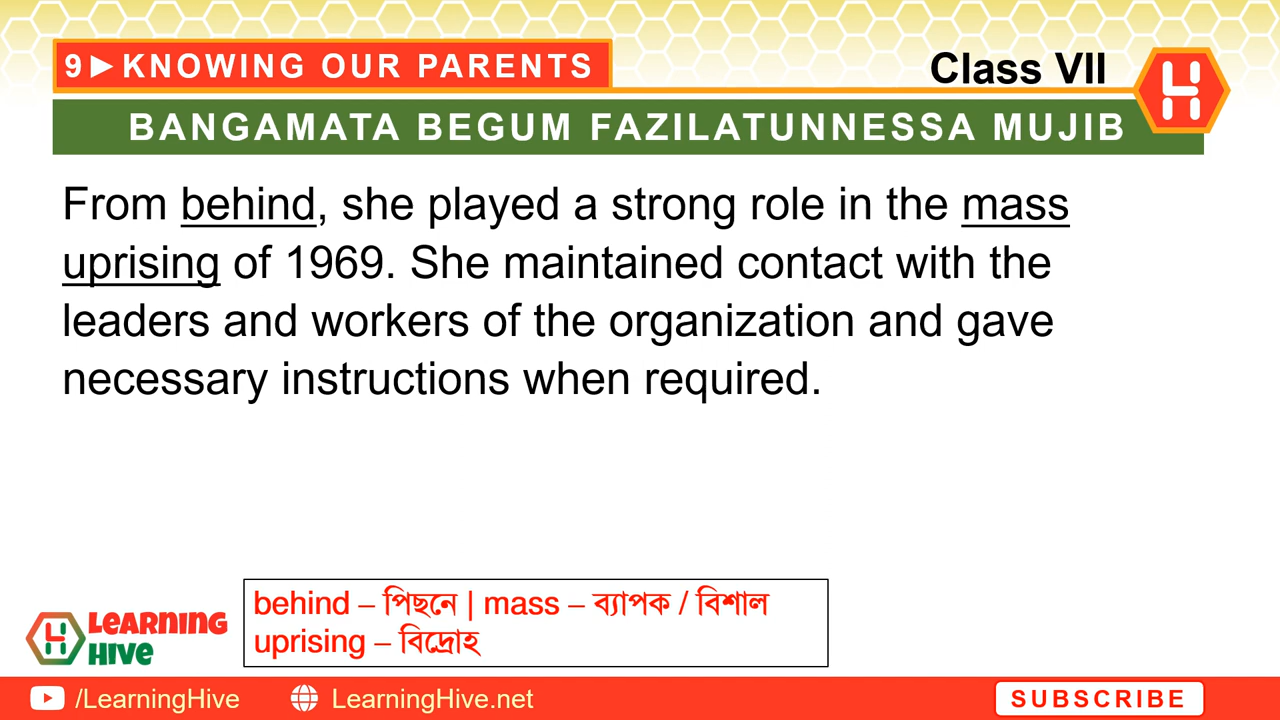 9►KNOWING OUR PARENTS
Class VII
BANGAMATA BEGUM FAZILATUNNESSA MUJIB
From behind, she played a strong role in the mass
uprising of 1969. She maintained contact with the
leaders and workers of the organization and gave
necessary instructions when required.
behind – পিছনে | mass – ব্যাপক / বিশাল
uprising – বিদ্রোহ
Learning
Hive
/LearningHive
LearningHive.net
SUBSCRIBE